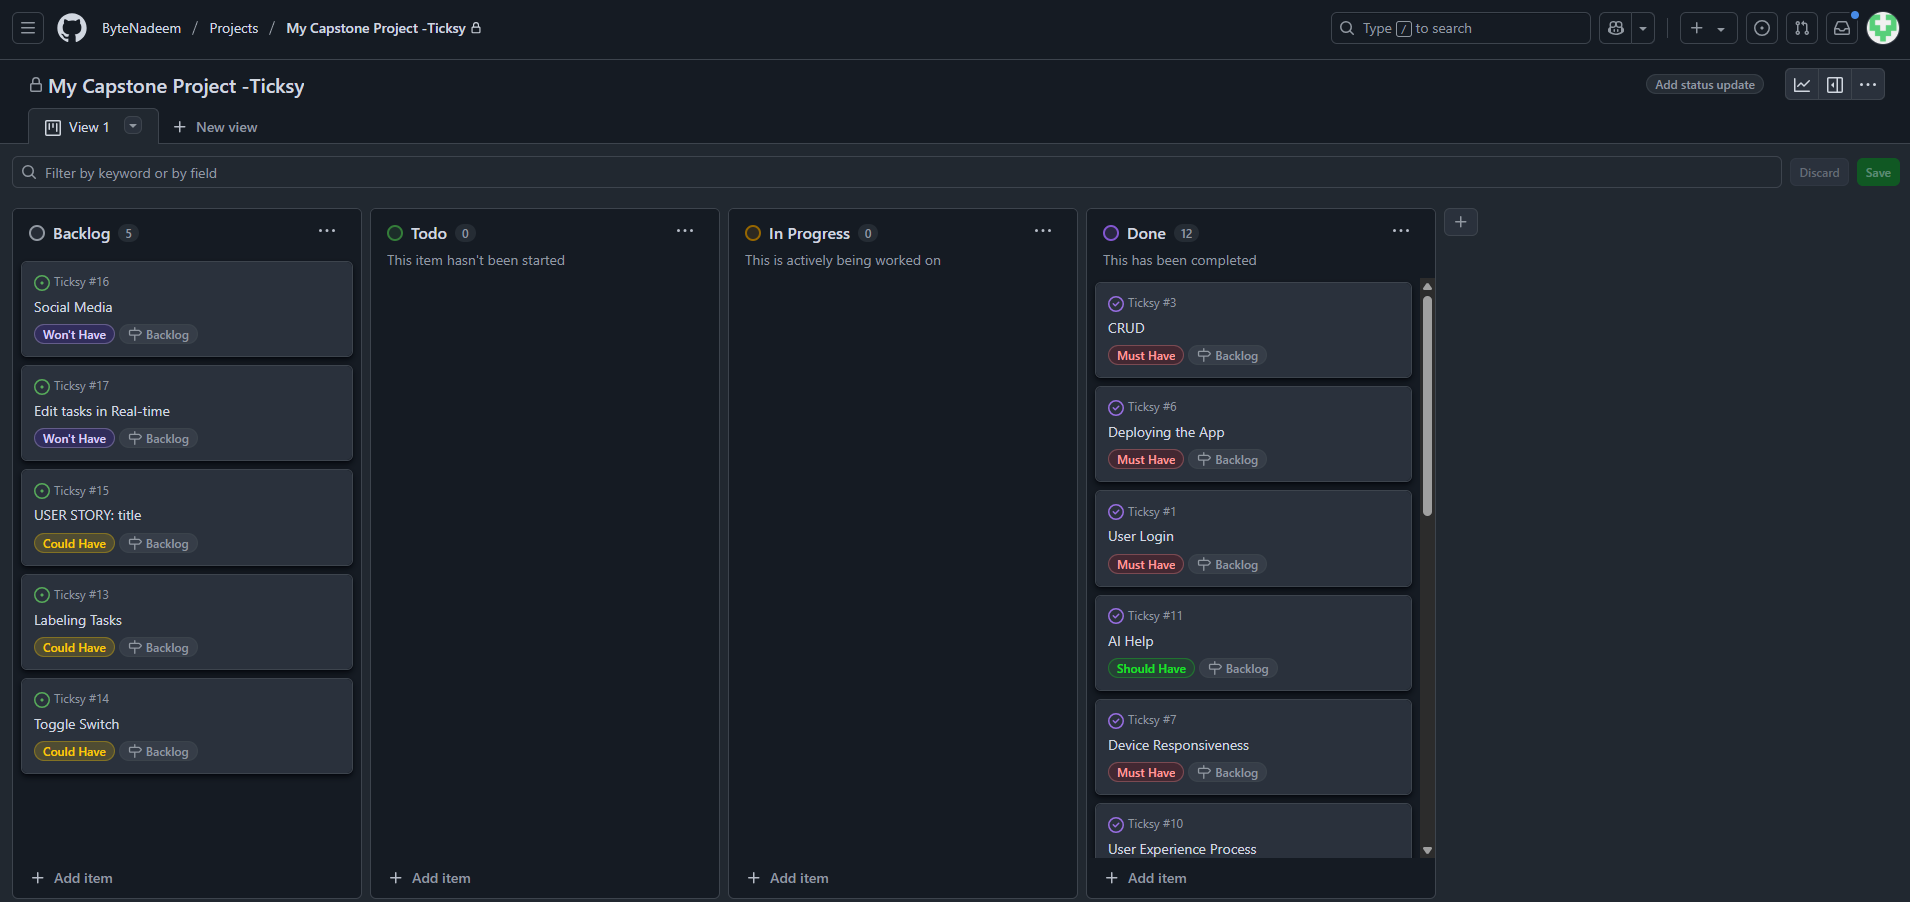 ByteNadeem / Projects / My Capstone Project -Ticksy
Type / to search
My Capstone Project -Ticksy
Add status update
View 1
New view
Filter by keyword or by field
Discard
Save
Backlog 5
Ticksy #16
Social Media
Won't Have Backlog
Ticksy #17
Edit tasks in Real-time
Won't Have Backlog
Ticksy #15
USER STORY: title
Could Have Backlog
Ticksy #13
Labeling Tasks
Could Have Backlog
Ticksy #14
Toggle Switch
Could Have Backlog
Add item
Todo 0
This item hasn't been started
Add item
In Progress 0
This is actively being worked on
Add item
Done 12
This has been completed
Ticksy #3
CRUD
Must Have Backlog
Ticksy #6
Deploying the App
Must Have Backlog
Ticksy #1
User Login
Must Have Backlog
Ticksy #11
AI Help
Should Have Backlog
Ticksy #7
Device Responsiveness
Must Have Backlog
Ticksy #10
User Experience Process
Add item